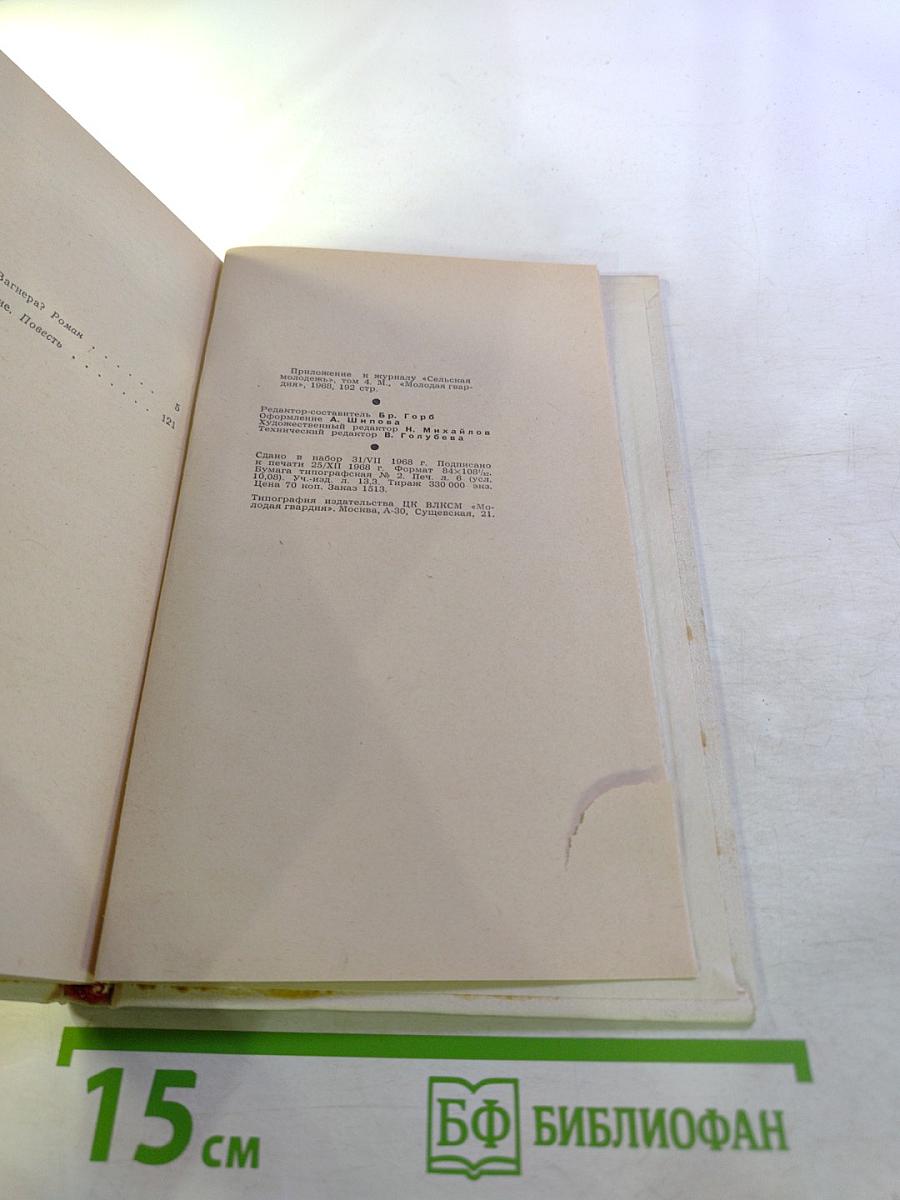 Вагнера? Роман . . . . . 5
Повесть . . . . . . 121
Приложение к журналу «Сельская
молодежь», том 4. М., «Молодая гвар-
дия», 1968, 192 стр.
Редактор-составитель Бр. Горб
Оформление А. Шипова
Художественный редактор Н. Михайлов
Технический редактор В. Голубева
Сдано в набор 31/VII 1968 г. Подписано
к печати 25/XII 1968 г. Формат 84×108¹/₃₂.
Бумага типографская № 2. Печ. л. 6 (усл.
10,08). Уч.-изд. л. 13,3. Тираж 330 000 экз.
Цена 70 коп. Заказ 1513.
Типография издательства ЦК ВЛКСМ «Мо-
лодая гвардия». Москва, А-30, Сущевская, 21.
15 см
БФ БИБЛИОФАН